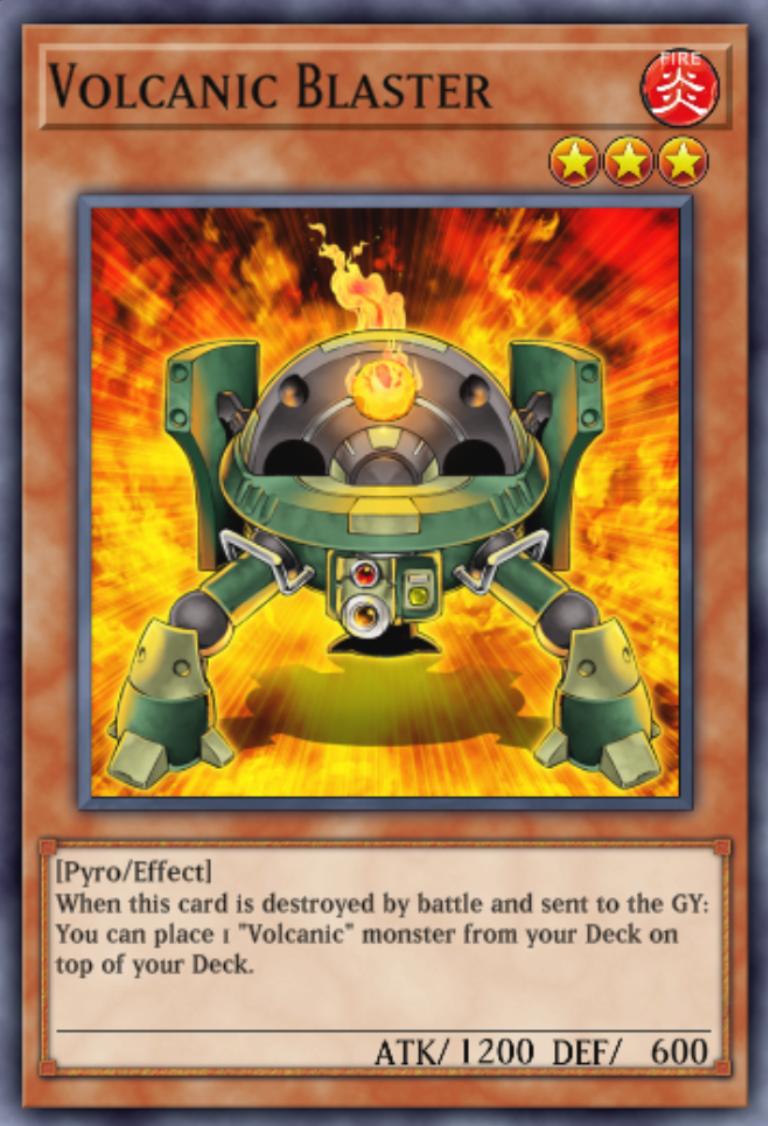 Volcanic Blaster
FIRE
炎
[Pyro/Effect]
When this card is destroyed by battle and sent to the GY:
You can place 1 "Volcanic" monster from your Deck on
top of your Deck.
ATK/ 1200 DEF/ 600